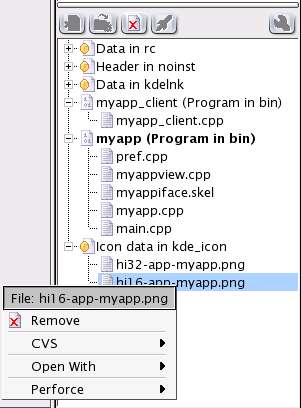 Data in rc
Header in noinst
Data in kdelnk
myapp_client (Program in bin)
myapp_client.cpp
myapp (Program in bin)
pref.cpp
myappview.cpp
myappiface.skel
myapp.cpp
main.cpp
Icon data in kde_icon
hi32-app-myapp.png
hi16-app-myapp.png
File: hi16-app-myapp.png
Remove
CVS
Open With
Perforce